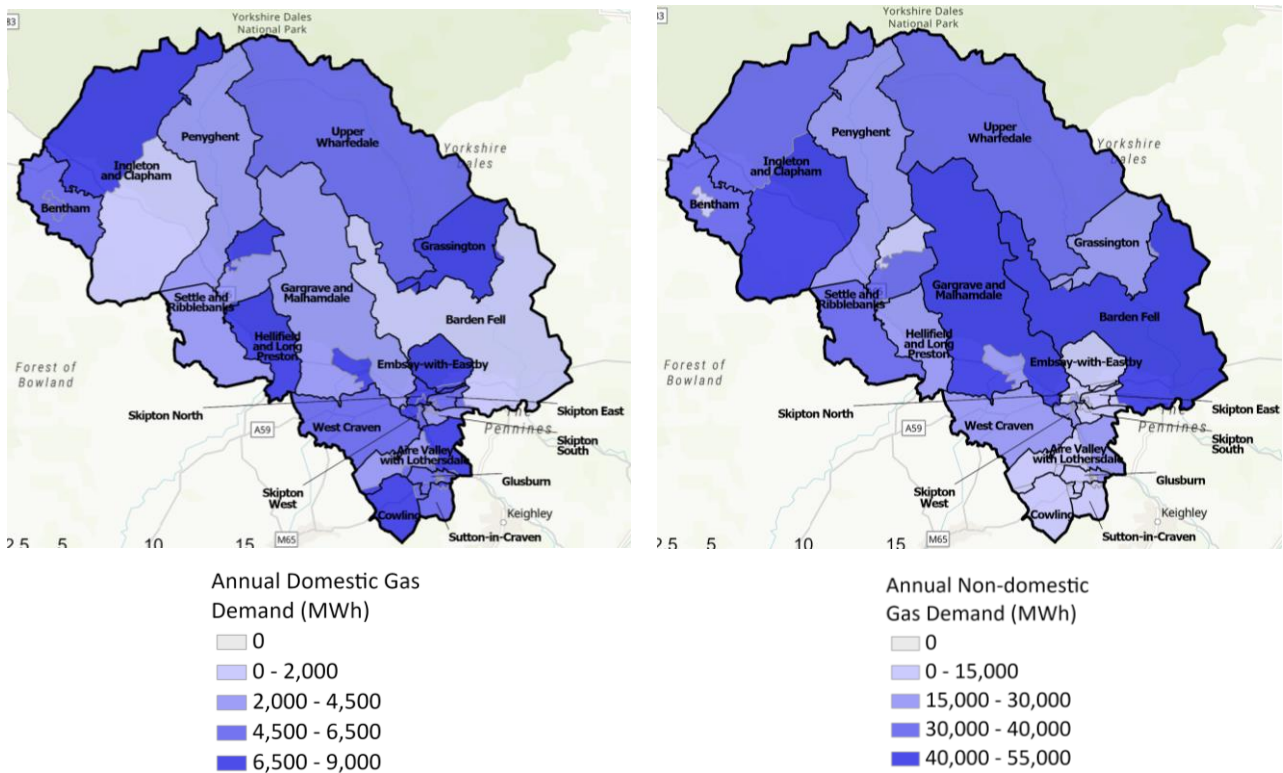 Yorkshire Dales
National Park
Penyghent
Upper
Wharfedale
Yorkshire
Ingleton
and Clapham
Bentham
Grassington
Settle and
Ribblebanks
Gargrave and
Malhamdale
Barden Fell
Hellifield
and Long
Preston
Embsay-with-Eastby
Forest of
Bowland
Skipton North
Skipton East
A59
West Craven
Pennines
Skipton
South
Aire Valley
with Lothersdale
Skipton
West
Glusburn
Cowling
Keighley
Sutton-in-Craven
M65
2.5 5 10 15
Annual Domestic Gas
Demand (MWh)
0
0 - 2,000
2,000 - 4,500
4,500 - 6,500
6,500 - 9,000
83
Yorkshire Dales
National Park
Penyghent
Upper
Wharfedale
Yorkshire
Ingleton
and Clapham
Bentham
Grassington
Settle and
Ribblebanks
Gargrave and
Malhamdale
Barden Fell
Hellifield
and Long
Preston
Embsay-with-Eastby
Forest of
Bowland
Skipton North
Skipton East
A59
West Craven
Pennines
Skipton
South
Aire Valley
with Lothersdale
Skipton
West
Glusburn
Cowling
Keighley
Sutton-in-Craven
M65
2.5 5 10 15
Annual Non-domestic
Gas Demand (MWh)
0
0 - 15,000
15,000 - 30,000
30,000 - 40,000
40,000 - 55,000